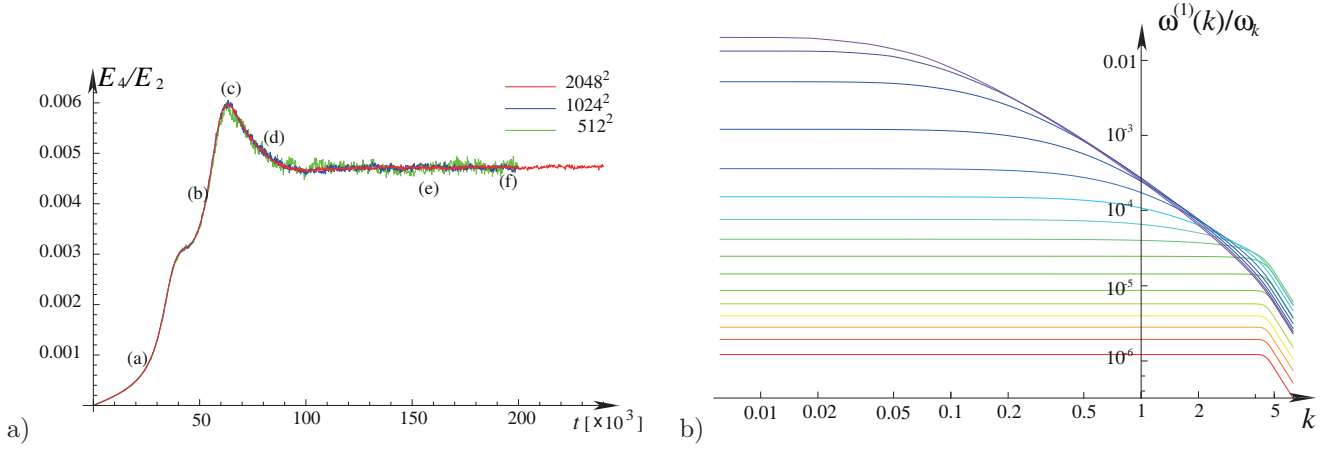 E₄/E₂
0.006
0.005
0.004
0.003
0.002
0.001
(a)
(b)
(c)
(d)
(e)
(f)
2048²
1024²
512²
50
100
150
200
t [×10³]
a)
ω⁽¹⁾(k)/ωₖ
0.01
10⁻³
10⁻⁴
10⁻⁵
10⁻⁶
0.01 0.02 0.05 0.1 0.2 0.5 1 2 5
k
b)